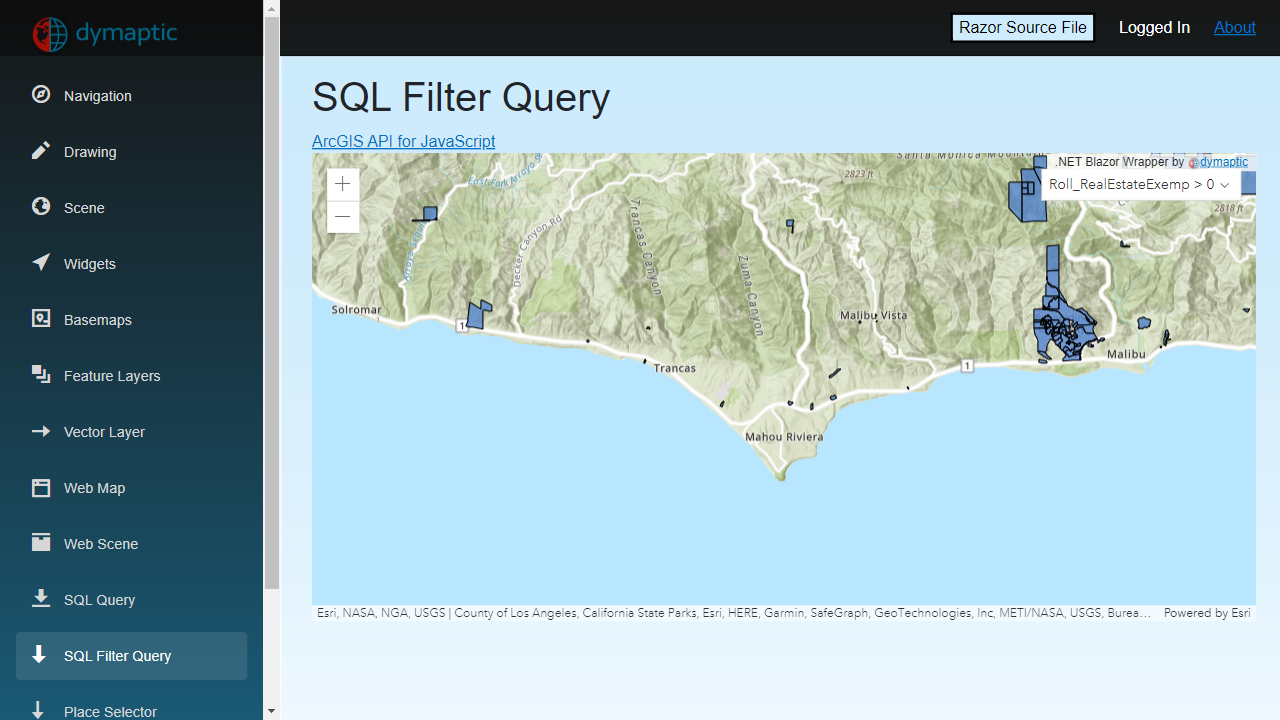 dymaptic
Navigation
Drawing
Scene
Widgets
Basemaps
Feature Layers
Vector Layer
Web Map
Web Scene
SQL Query
SQL Filter Query
Place Selector
Razor Source File
Logged In
About
SQL Filter Query
ArcGIS API for JavaScript
.NET Blazor Wrapper by dymaptic
Roll_RealEstateExemp > 0
East Fork Arroyo
Decker Canyon Rd
Trancas Canyon
Zuma Canyon
2823 ft
2818 ft
Solromar
1
Malibu Vista
Trancas
1
Malibu
Mahou Riviera
Esri, NASA, NGA, USGS | County of Los Angeles, California State Parks, Esri, HERE, Garmin, SafeGraph, GeoTechnologies, Inc, METI/NASA, USGS, Burea...
Powered by Esri